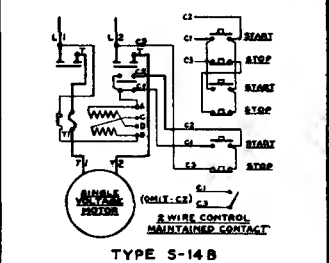 L1
L2
C2
C2
C1
START
C3
STOP
START
STOP
C2
C1
START
C3
STOP
A
C
D
B
T1
T2
SINGLE
VOLTAGE
MOTOR
(OMIT-C2)
C1
C3
2 WIRE CONTROL
MAINTAINED CONTACT
TYPE S-14B